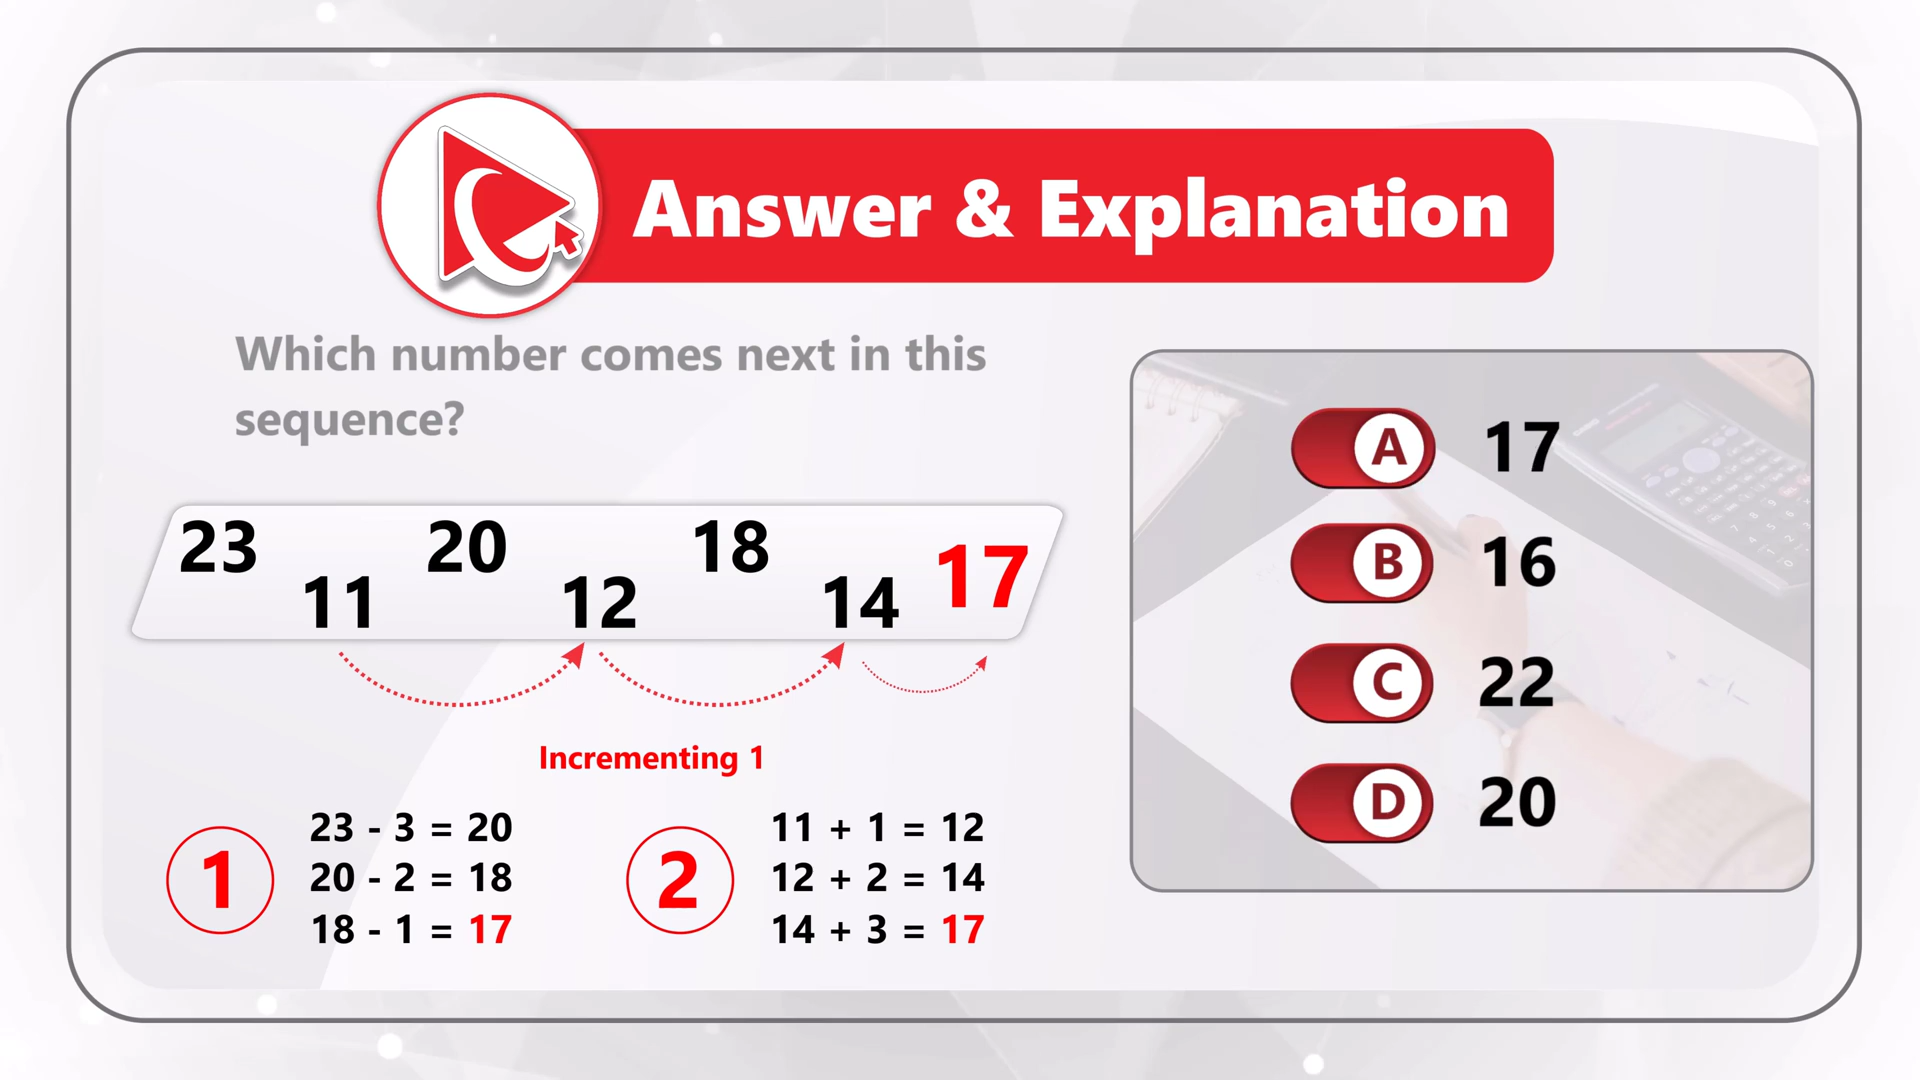 Answer & Explanation
Which number comes next in this
sequence?
23 11 20 12 18 14 17
Incrementing 1
1
23 - 3 = 20
20 - 2 = 18
18 - 1 = 17
2
11 + 1 = 12
12 + 2 = 14
14 + 3 = 17
A 17
B 16
C 22
D 20